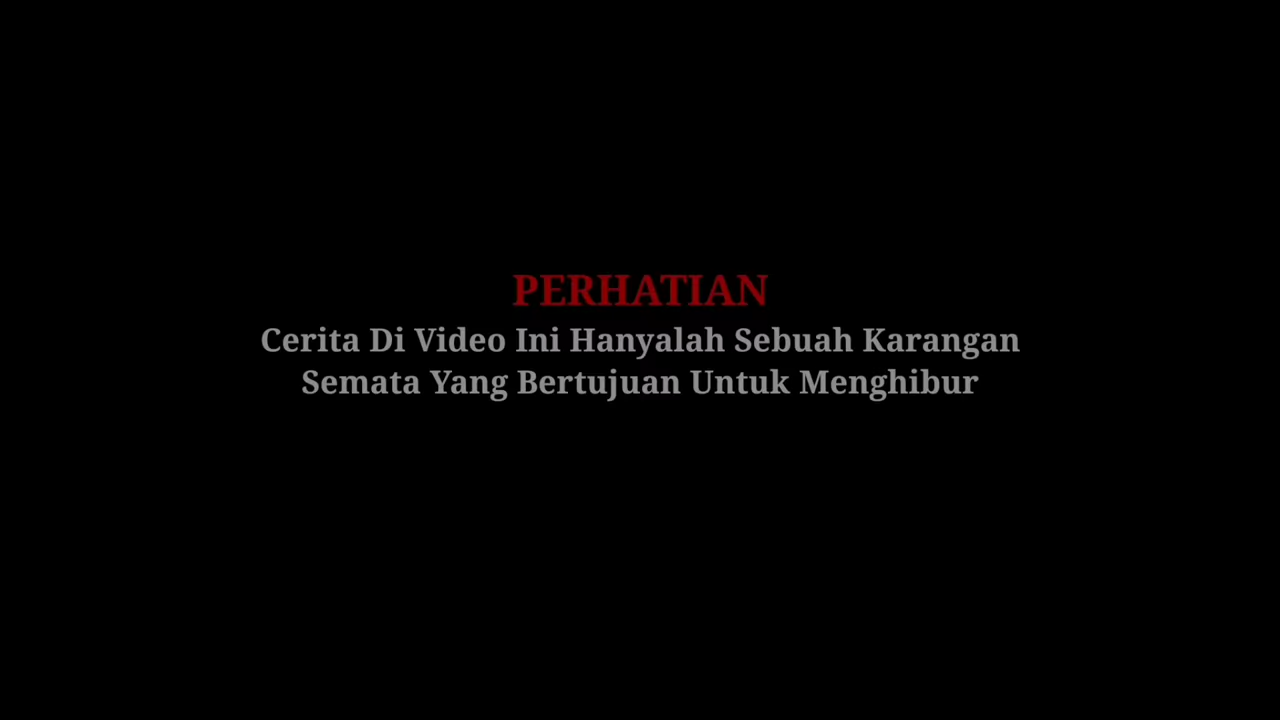 PERHATIAN
Cerita Di Video Ini Hanyalah Sebuah Karangan
Semata Yang Bertujuan Untuk Menghibur